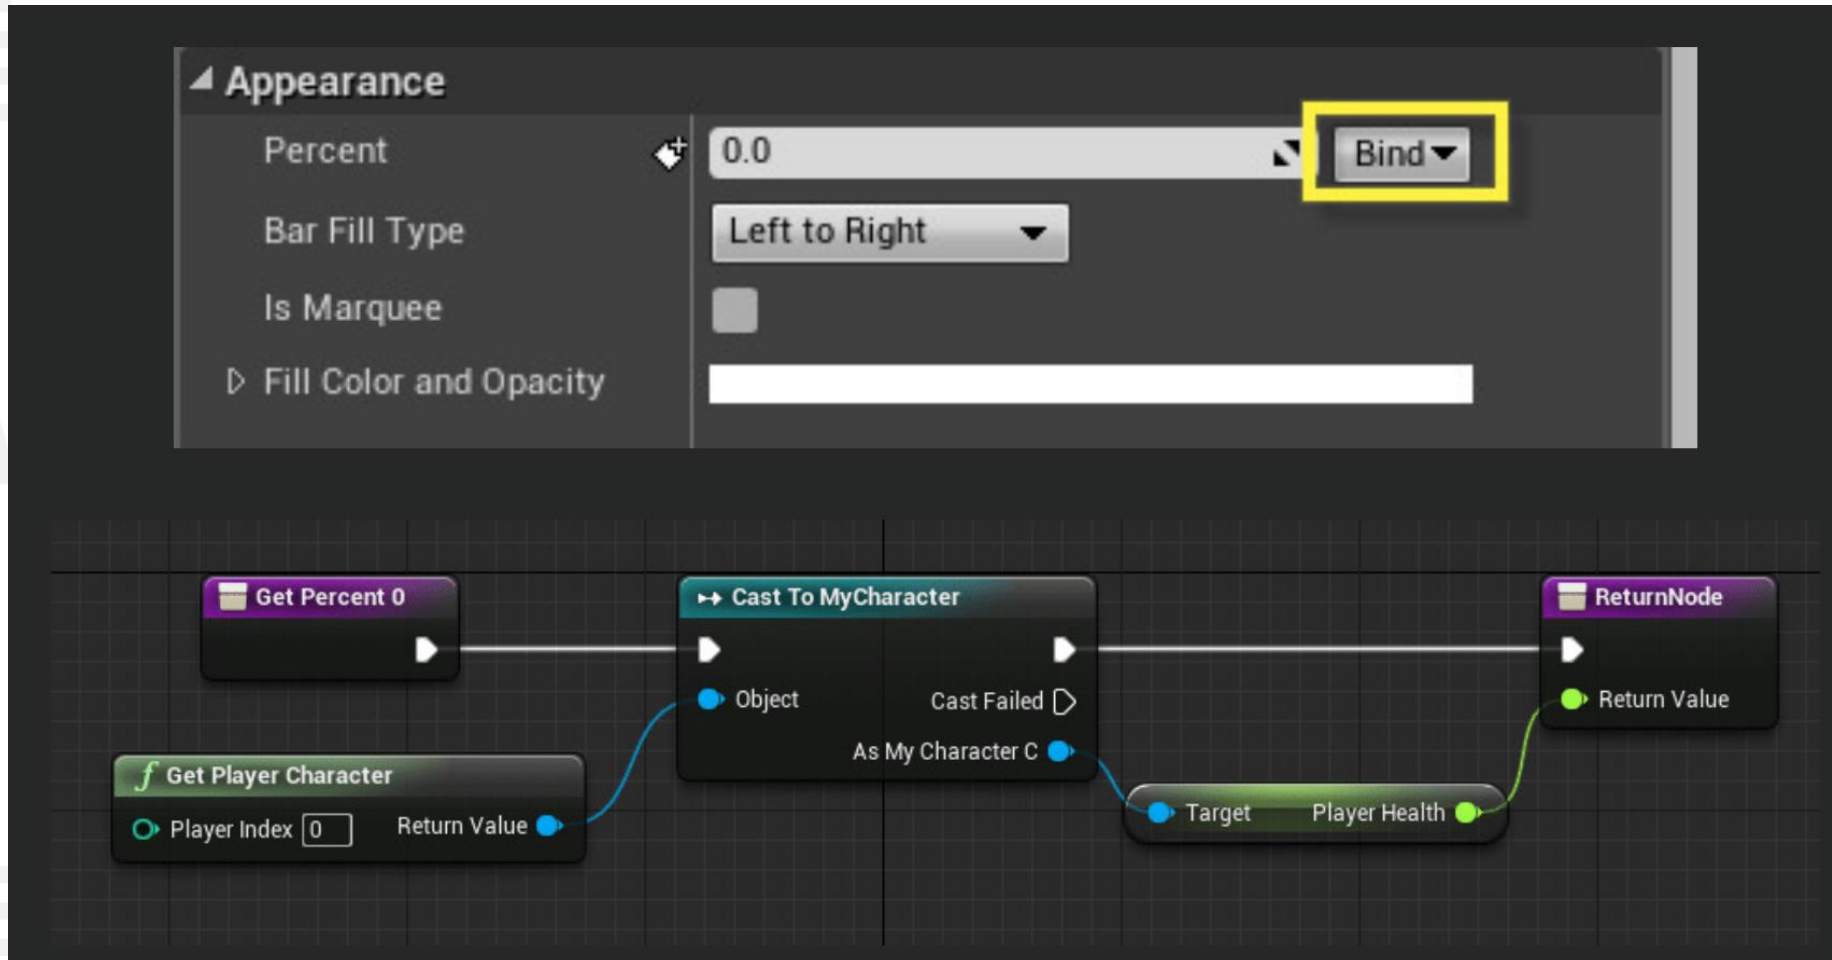 Appearance
Percent 0.0 Bind
Bar Fill Type Left to Right
Is Marquee
Fill Color and Opacity
Get Percent 0
Cast To MyCharacter
ReturnNode
Object
Cast Failed
Return Value
As My Character C
f Get Player Character
Player Index 0 Return Value
Target Player Health